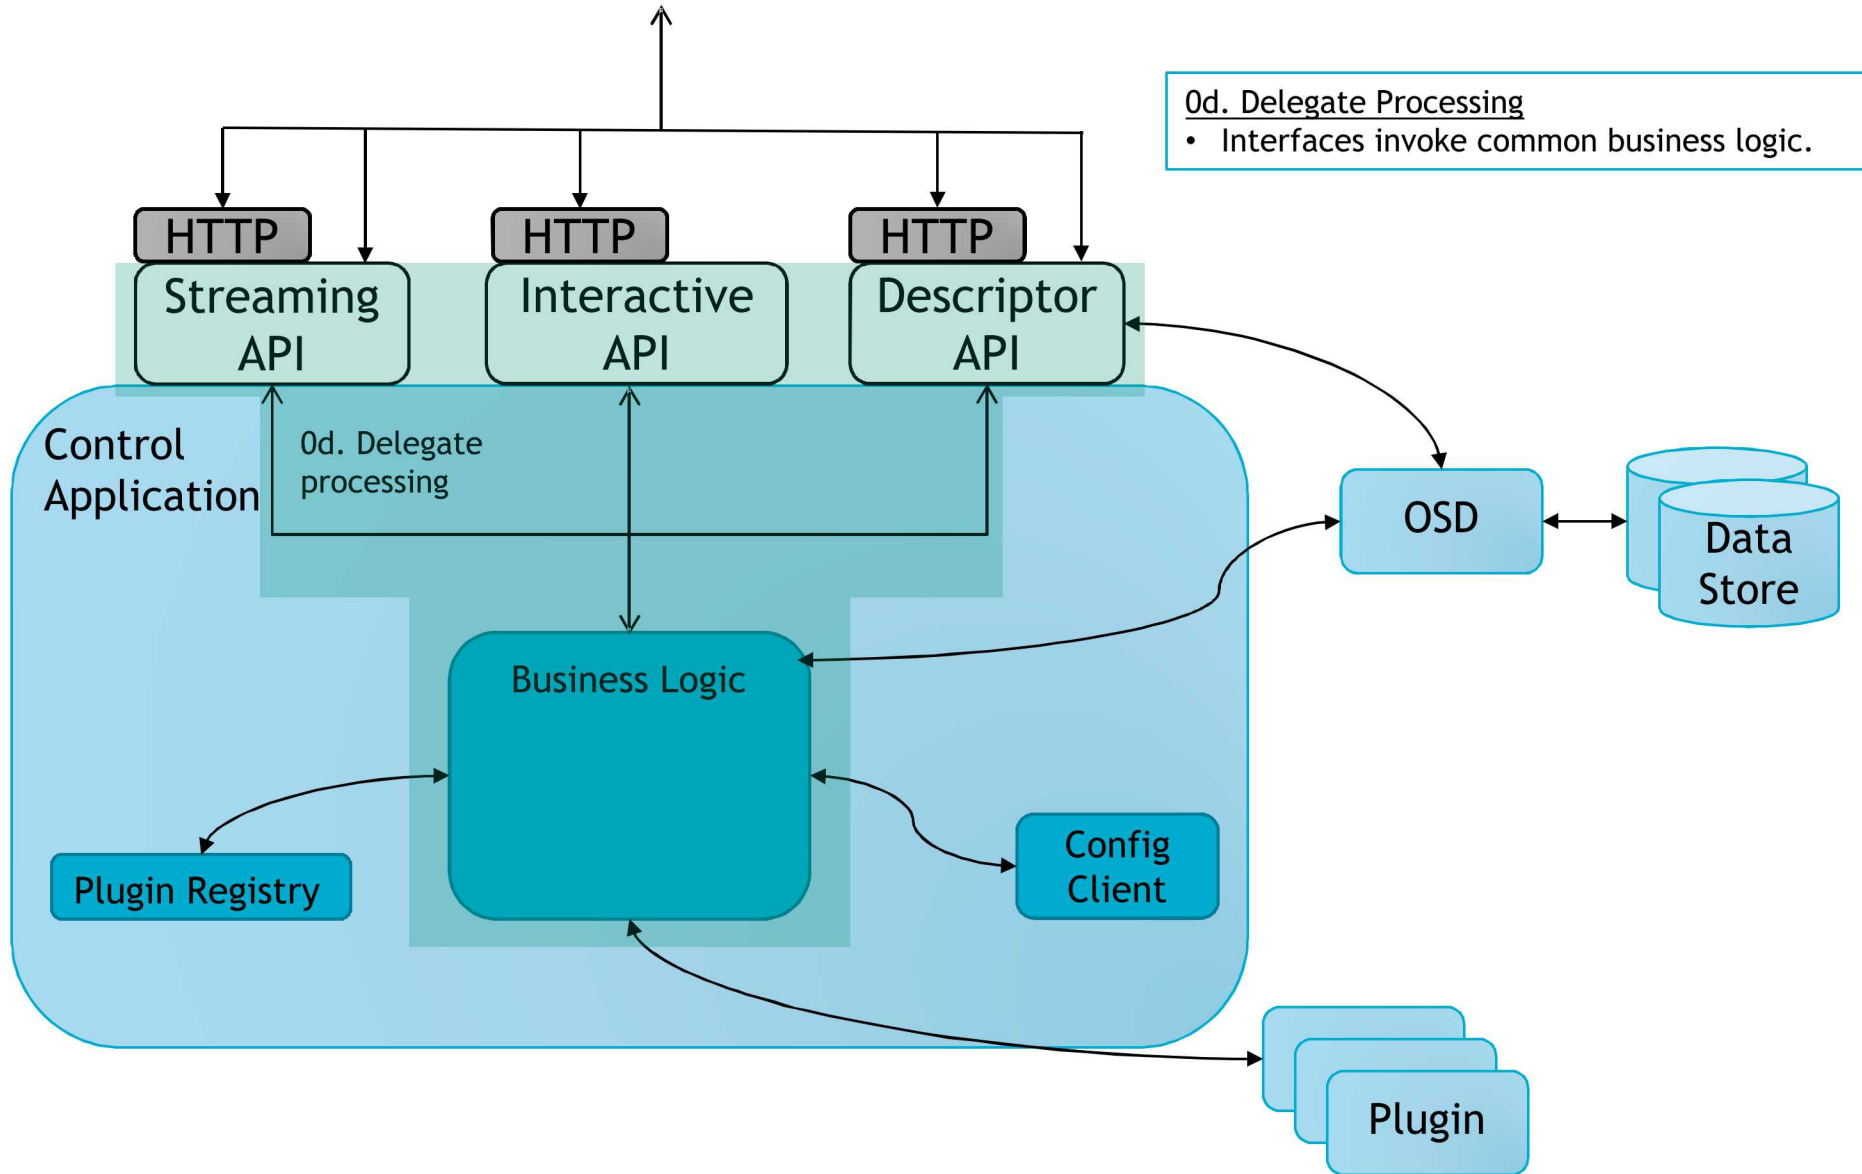 0d. Delegate Processing
• Interfaces invoke common business logic.
HTTP
HTTP
HTTP
Streaming
API
Interactive
API
Descriptor
API
Control
Application
0d. Delegate
processing
OSD
Data
Store
Business Logic
Plugin Registry
Config
Client
Plugin